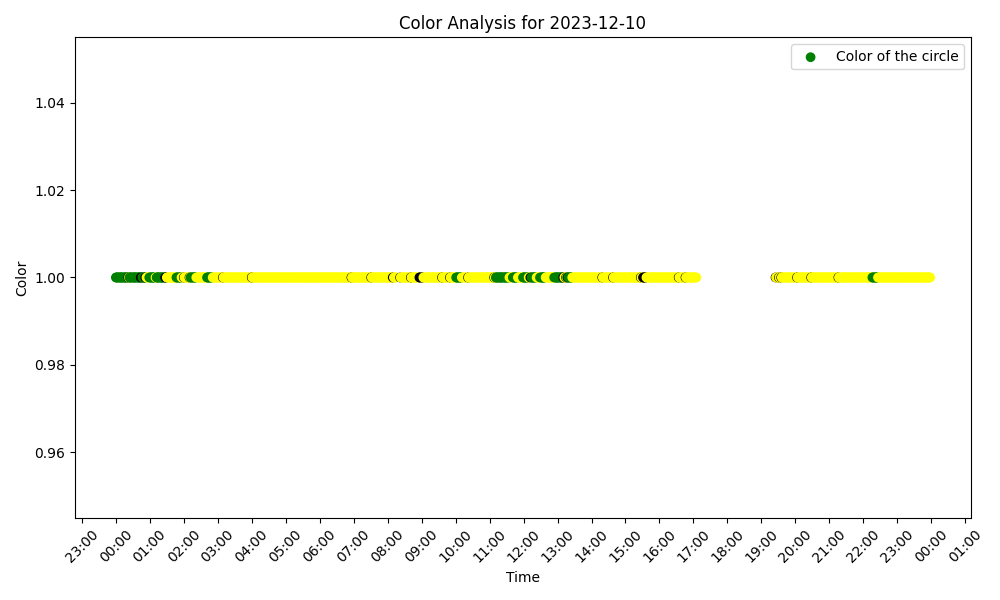 Color Analysis for 2023-12-10
Color of the circle
Color
1.04
1.02
1.00
0.98
0.96
23:00 00:00 01:00 02:00 03:00 04:00 05:00 06:00 07:00 08:00 09:00 10:00 11:00 12:00 13:00 14:00 15:00 16:00 17:00 18:00 19:00 20:00 21:00 22:00 23:00 00:00 01:00
Time